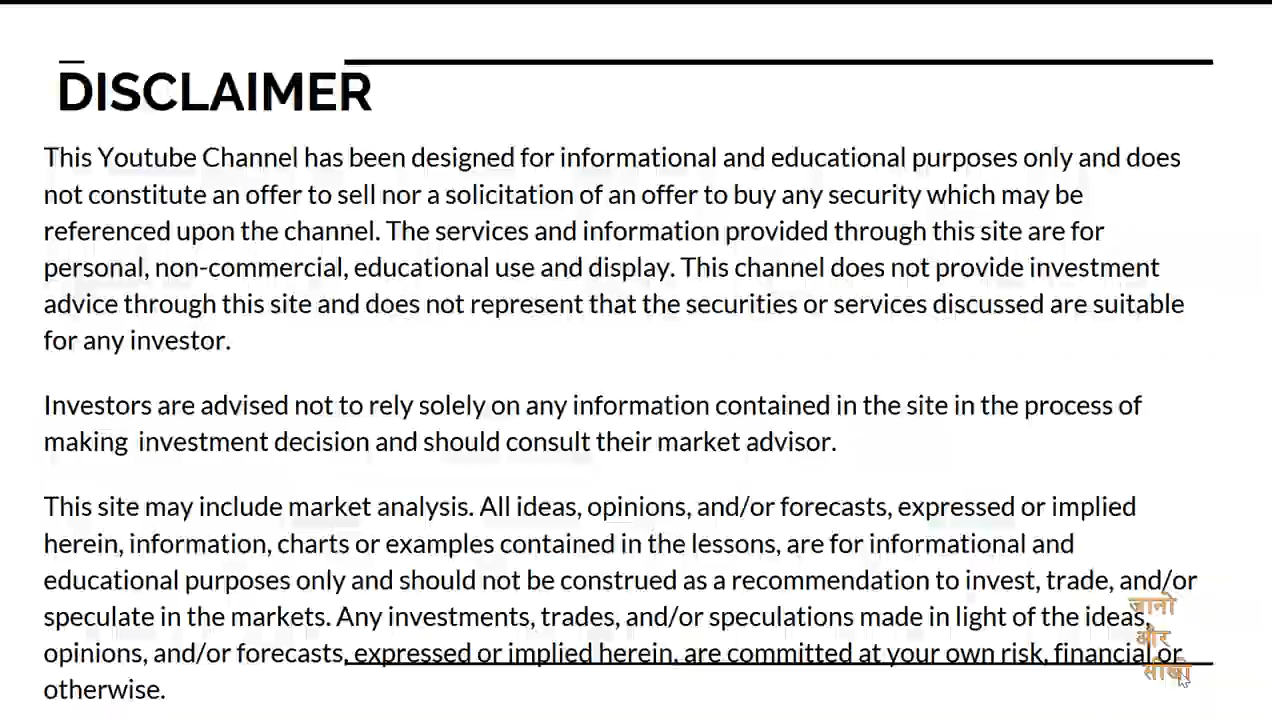 DISCLAIMER
This Youtube Channel has been designed for informational and educational purposes only and does
not constitute an offer to sell nor a solicitation of an offer to buy any security which may be
referenced upon the channel. The services and information provided through this site are for
personal, non-commercial, educational use and display. This channel does not provide investment
advice through this site and does not represent that the securities or services discussed are suitable
for any investor.
Investors are advised not to rely solely on any information contained in the site in the process of
making investment decision and should consult their market advisor.
This site may include market analysis. All ideas, opinions, and/or forecasts, expressed or implied
herein, information, charts or examples contained in the lessons, are for informational and
educational purposes only and should not be construed as a recommendation to invest, trade, and/or
speculate in the markets. Any investments, trades, and/or speculations made in light of the ideas,
opinions, and/or forecasts, expressed or implied herein, are committed at your own risk, financial or
otherwise.
जानो
और
सीखो